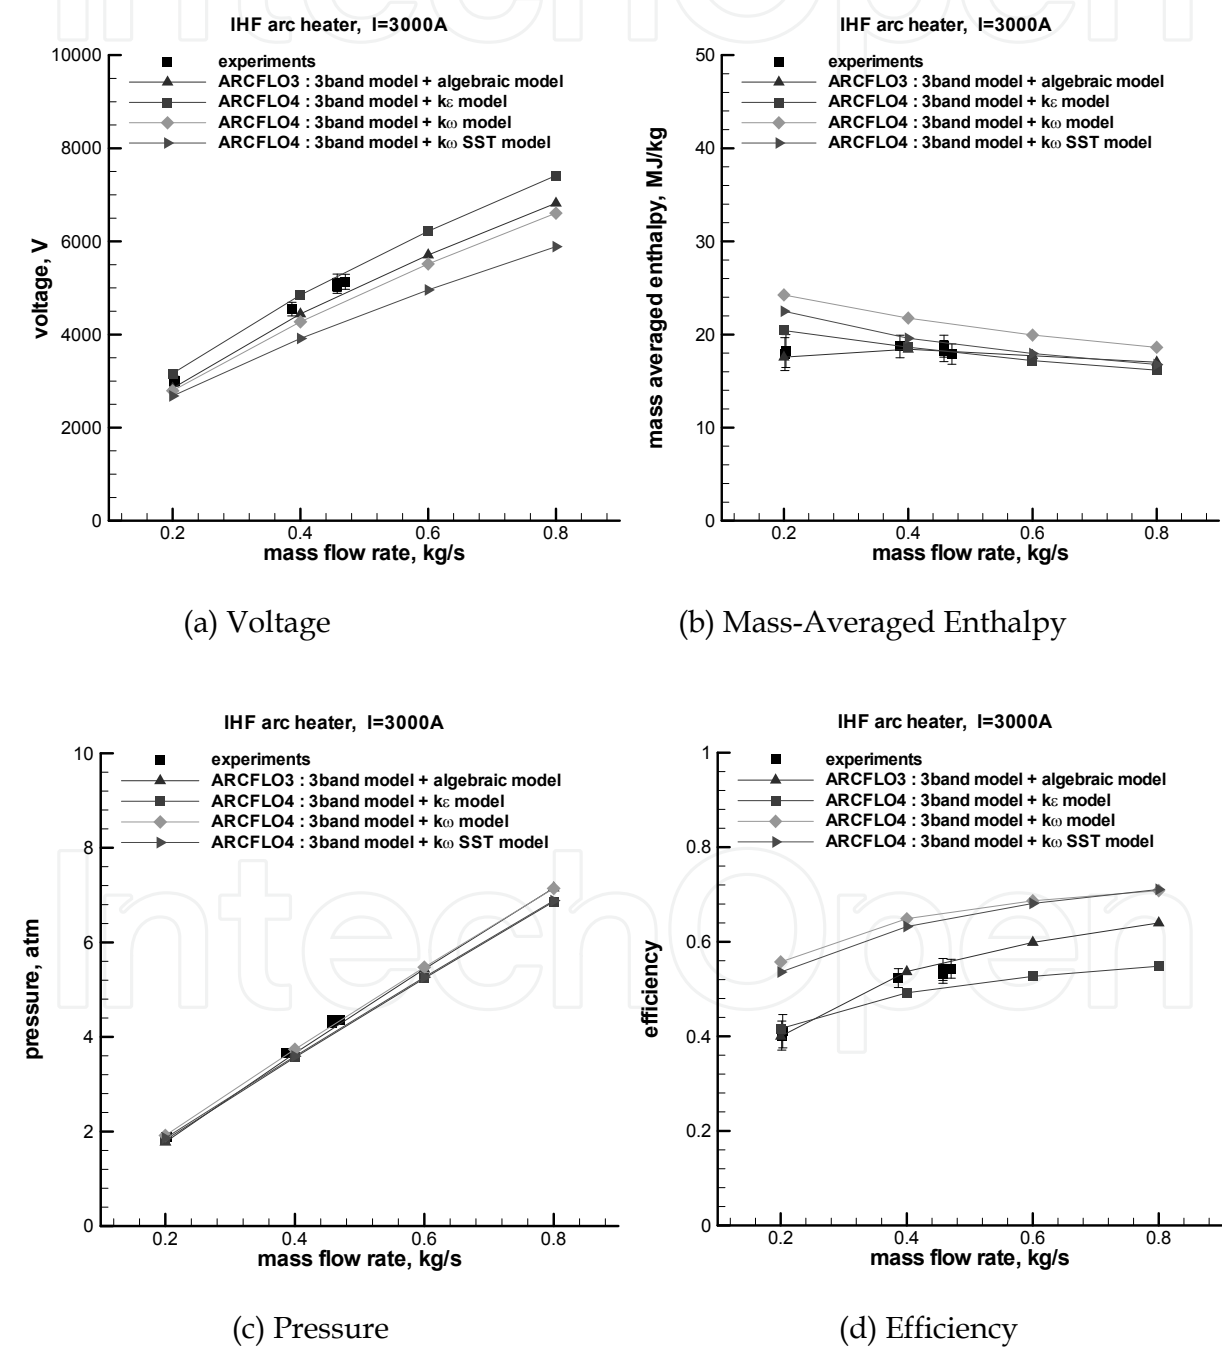 IHF arc heater, I=3000A
experiments
ARCFLO3 : 3band model + algebraic model
ARCFLO4 : 3band model + kε model
ARCFLO4 : 3band model + kω model
ARCFLO4 : 3band model + kω SST model
10000
8000
6000
4000
2000
0
voltage, V
0.2 0.4 0.6 0.8
mass flow rate, kg/s
(a) Voltage
IHF arc heater, I=3000A
experiments
ARCFLO3 : 3band model + algebraic model
ARCFLO4 : 3band model + kε model
ARCFLO4 : 3band model + kω model
ARCFLO4 : 3band model + kω SST model
50
40
30
20
10
0
mass averaged enthalpy, MJ/kg
0.2 0.4 0.6 0.8
mass flow rate, kg/s
(b) Mass-Averaged Enthalpy
IHF arc heater, I=3000A
experiments
ARCFLO3 : 3band model + algebraic model
ARCFLO4 : 3band model + kε model
ARCFLO4 : 3band model + kω model
ARCFLO4 : 3band model + kω SST model
10
8
6
4
2
0
pressure, atm
0.2 0.4 0.6 0.8
mass flow rate, kg/s
(c) Pressure
IHF arc heater, I=3000A
experiments
ARCFLO3 : 3band model + algebraic model
ARCFLO4 : 3band model + kε model
ARCFLO4 : 3band model + kω model
ARCFLO4 : 3band model + kω SST model
1
0.8
0.6
0.4
0.2
0
efficiency
0.2 0.4 0.6 0.8
mass flow rate, kg/s
(d) Efficiency
IntechOpen